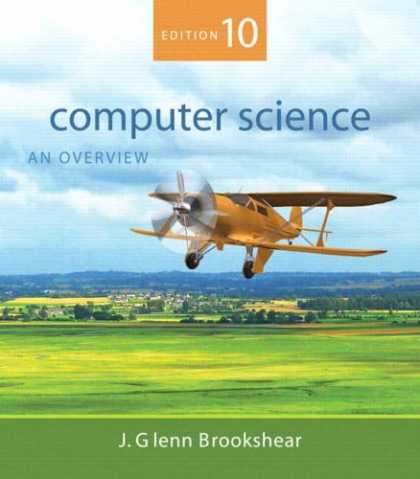 EDITION 10
computer science
AN OVERVIEW
J. Glenn Brookshear